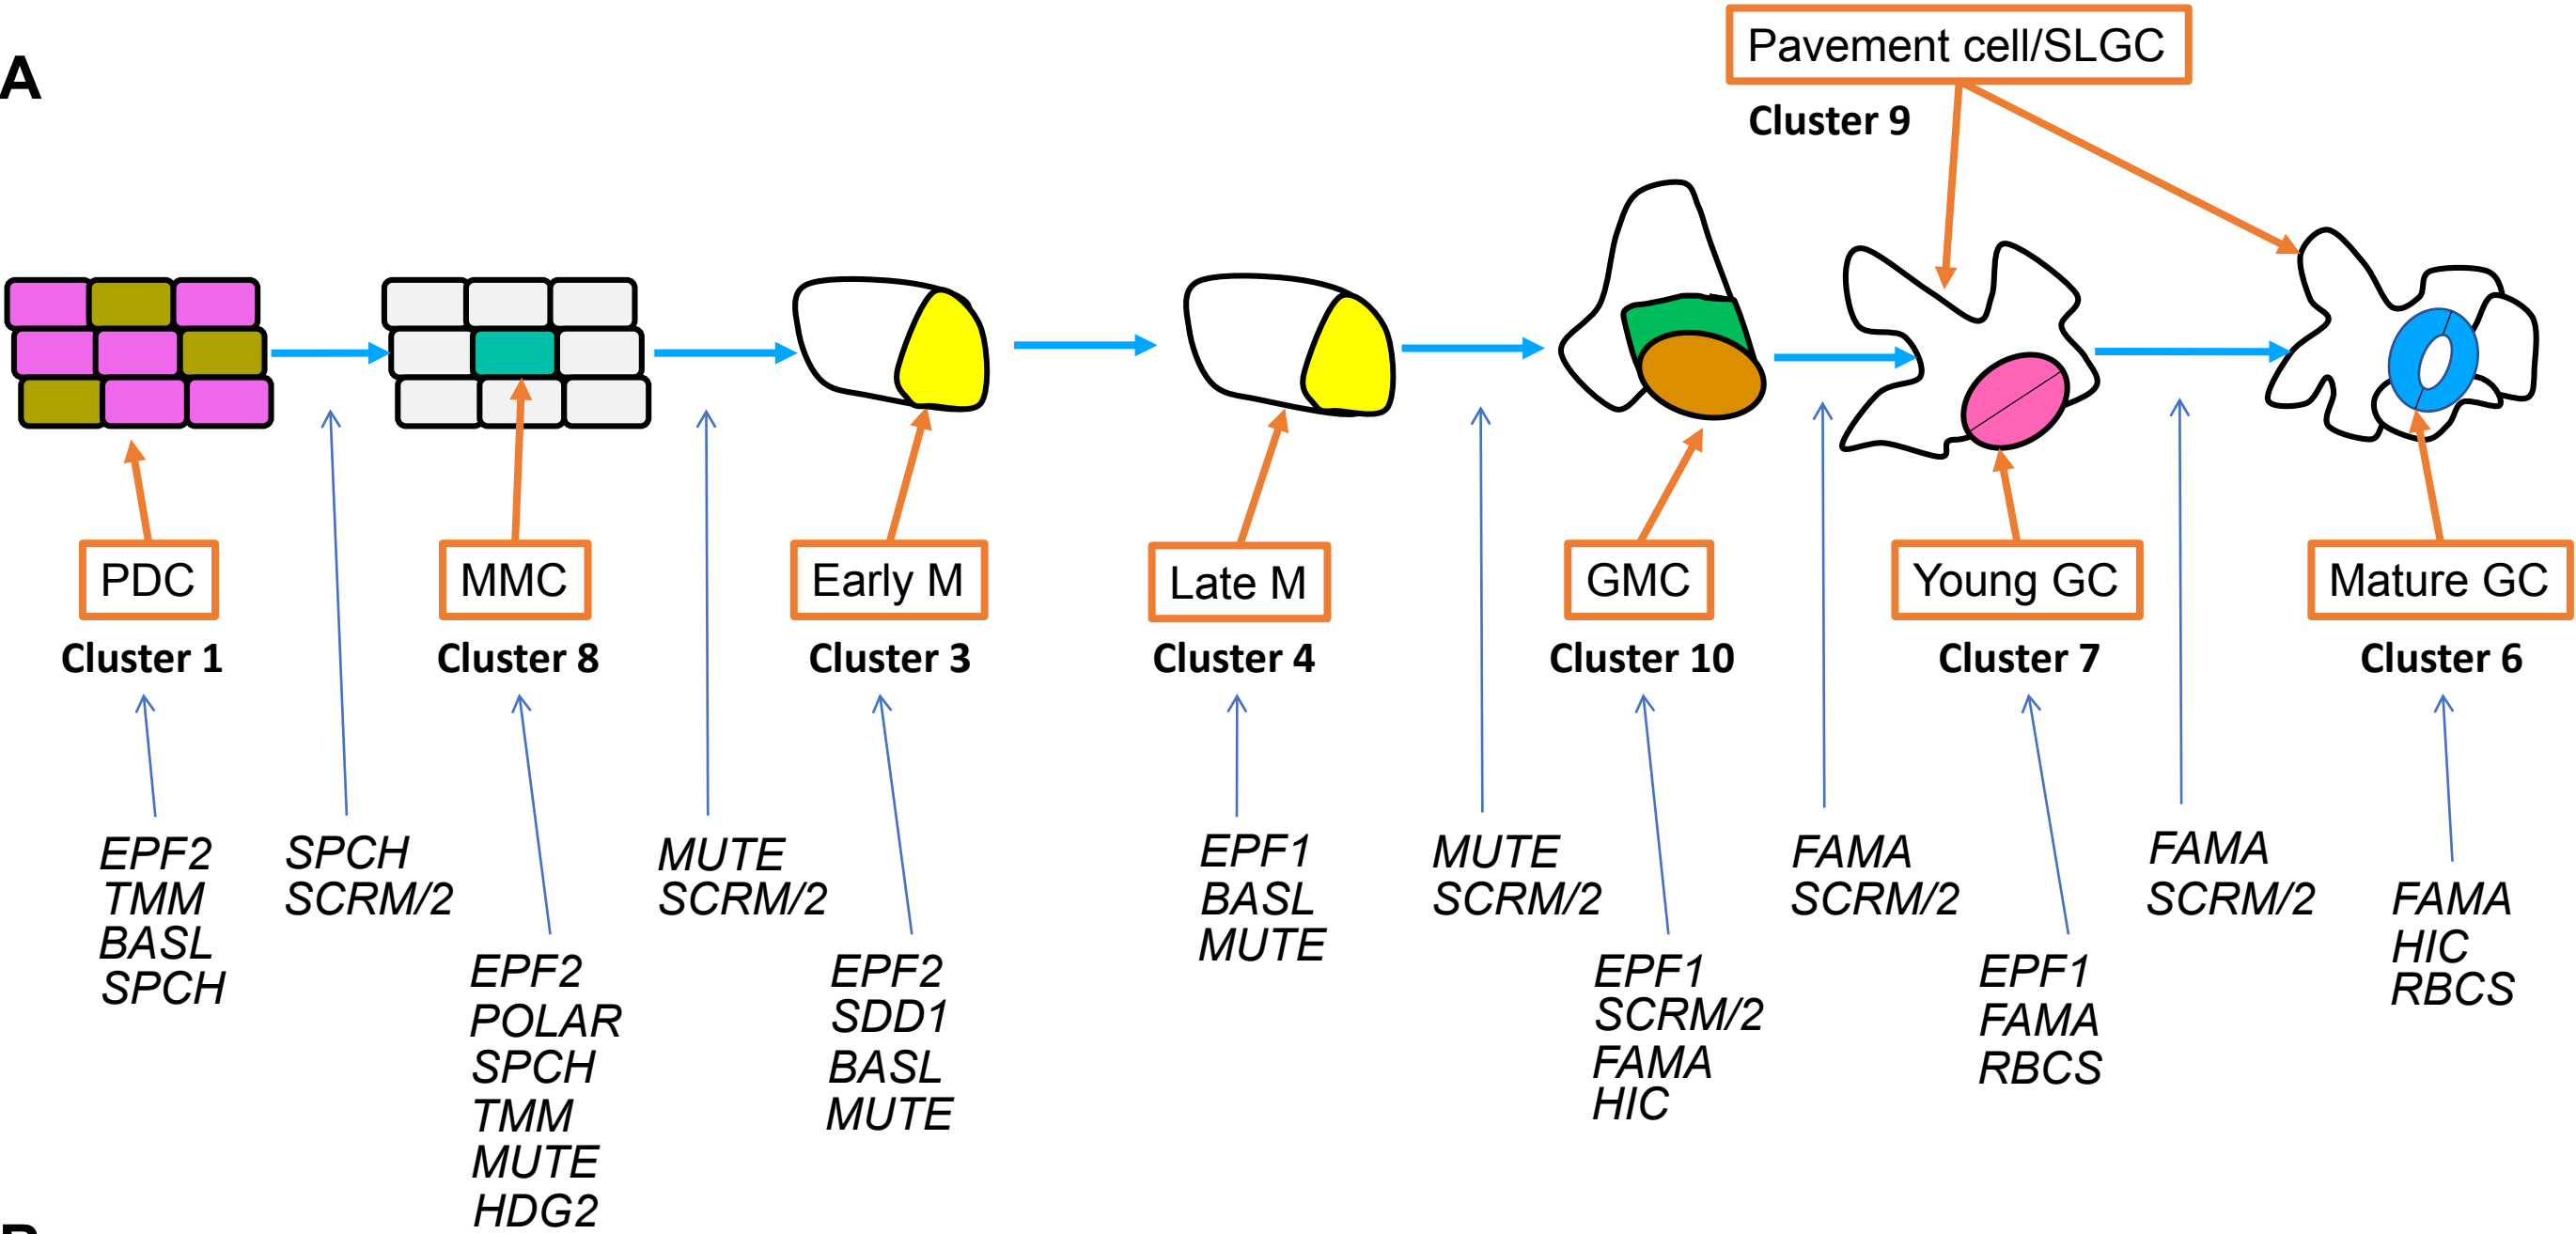 A
Pavement cell/SLGC
Cluster 9
PDC
MMC
Early M
Late M
GMC
Young GC
Mature GC
Cluster 1
Cluster 8
Cluster 3
Cluster 4
Cluster 10
Cluster 7
Cluster 6
EPF2
TMM
BASL
SPCH
SPCH
SCRM/2
EPF2
POLAR
SPCH
TMM
MUTE
HDG2
MUTE
SCRM/2
EPF2
SDD1
BASL
MUTE
EPF1
BASL
MUTE
MUTE
SCRM/2
EPF1
SCRM/2
FAMA
HIC
FAMA
SCRM/2
EPF1
FAMA
RBCS
FAMA
SCRM/2
FAMA
HIC
RBCS